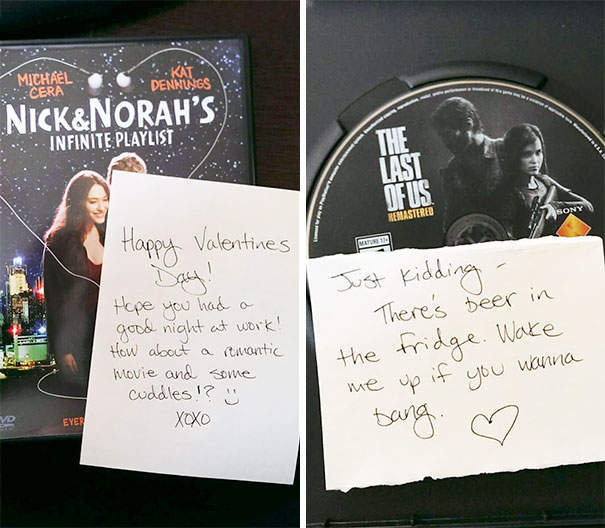 MICHAEL
CERA
KAT
DENNINGS
NICK&NORAH'S
INFINITE PLAYLIST
Happy Valentines
Day!
Hope you had a
good night at work!
How about a romantic
movie and some
cuddles!? :)
XOXO
THE
LAST
OF US
REMASTERED
MATURE 17+
SONY
Just kidding -
There's beer in
the fridge. Wake
me up if you wanna
bang. ♡